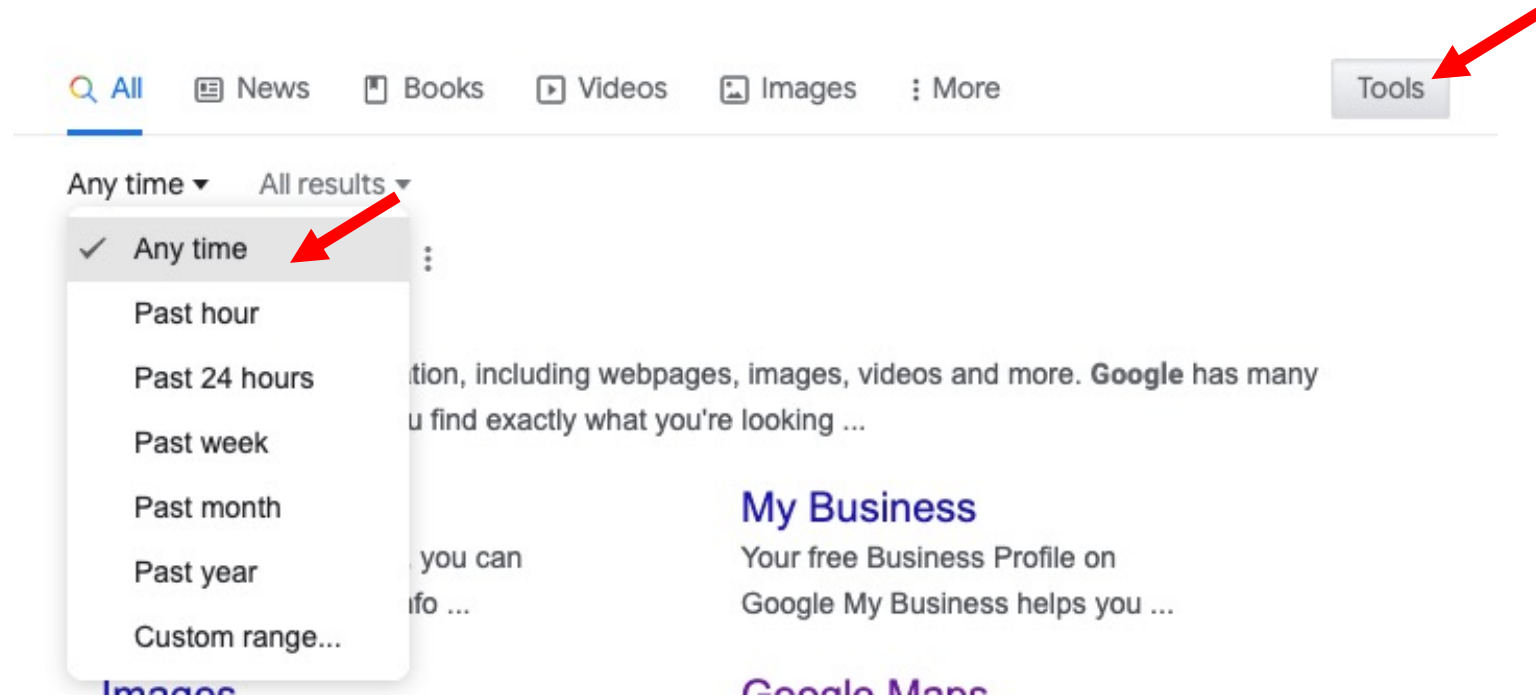 All News Books Videos Images More Tools
Any time All results
Any time
Past hour
Past 24 hours
including webpages, images, videos and more. Google has many
Past week
find exactly what you're looking ...
Past month
My Business
Past year
you can
Your free Business Profile on
...
Google My Business helps you ...
Custom range...
Images
Google Maps